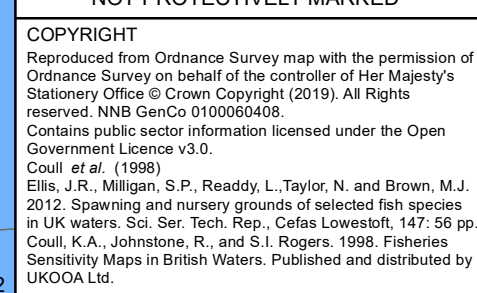 NOT PROTECTIVELY MARKED
COPYRIGHT
Reproduced from Ordnance Survey map with the permission of
Ordnance Survey on behalf of the controller of Her Majesty's
Stationery Office © Crown Copyright (2019). All Rights
reserved. NNB GenCo 0100060408.
Contains public sector information licensed under the Open
Government Licence v3.0.
Coull et al. (1998)
Ellis, J.R., Milligan, S.P., Readdy, L.,Taylor, N. and Brown, M.J.
2012. Spawning and nursery grounds of selected fish species
in UK waters. Sci. Ser. Tech. Rep., Cefas Lowestoft, 147: 56 pp.
Coull, K.A., Johnstone, R., and S.I. Rogers. 1998. Fisheries
Sensitivity Maps in British Waters. Published and distributed by
UKOOA Ltd.
2